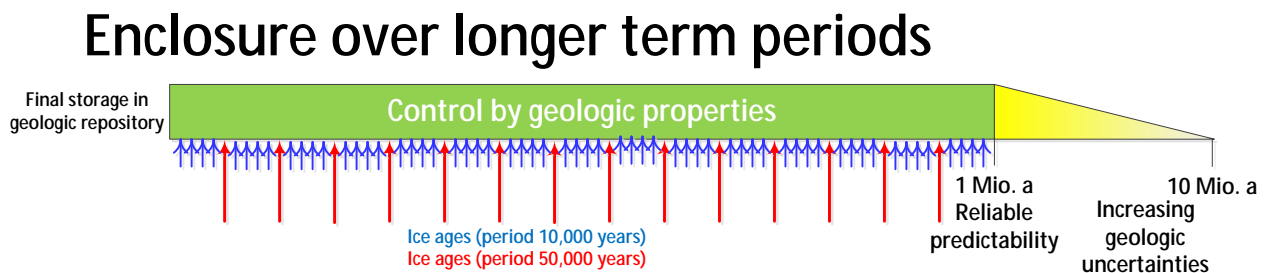 Enclosure over longer term periods
Final storage in
geologic repository
Control by geologic properties
Ice ages (period 10,000 years)
Ice ages (period 50,000 years)
1 Mio. a
Reliable
predictability
10 Mio. a
Increasing
geologic
uncertainties